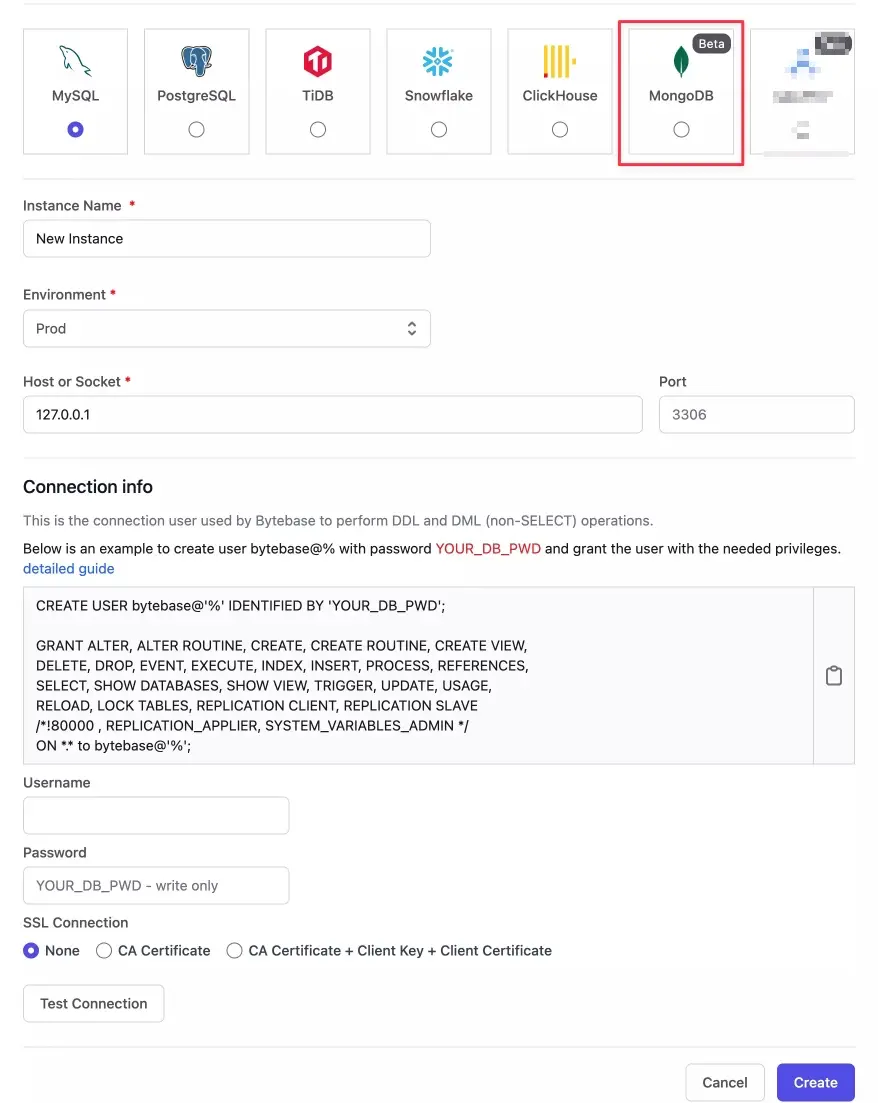 Beta
MySQL
PostgreSQL
TiDB
Snowflake
ClickHouse
MongoDB
Instance Name *
New Instance
Environment *
Prod
Host or Socket *
Port
127.0.0.1
3306
Connection info
This is the connection user used by Bytebase to perform DDL and DML (non-SELECT) operations.
Below is an example to create user bytebase@% with password YOUR_DB_PWD and grant the user with the needed privileges.
detailed guide
CREATE USER bytebase@'%' IDENTIFIED BY 'YOUR_DB_PWD';
GRANT ALTER, ALTER ROUTINE, CREATE, CREATE ROUTINE, CREATE VIEW,
DELETE, DROP, EVENT, EXECUTE, INDEX, INSERT, PROCESS, REFERENCES,
SELECT, SHOW DATABASES, SHOW VIEW, TRIGGER, UPDATE, USAGE,
RELOAD, LOCK TABLES, REPLICATION CLIENT, REPLICATION SLAVE
/*!80000 , REPLICATION_APPLIER, SYSTEM_VARIABLES_ADMIN */
ON *.* to bytebase@'%';
Username
Password
YOUR_DB_PWD - write only
SSL Connection
None
CA Certificate
CA Certificate + Client Key + Client Certificate
Test Connection
Cancel
Create